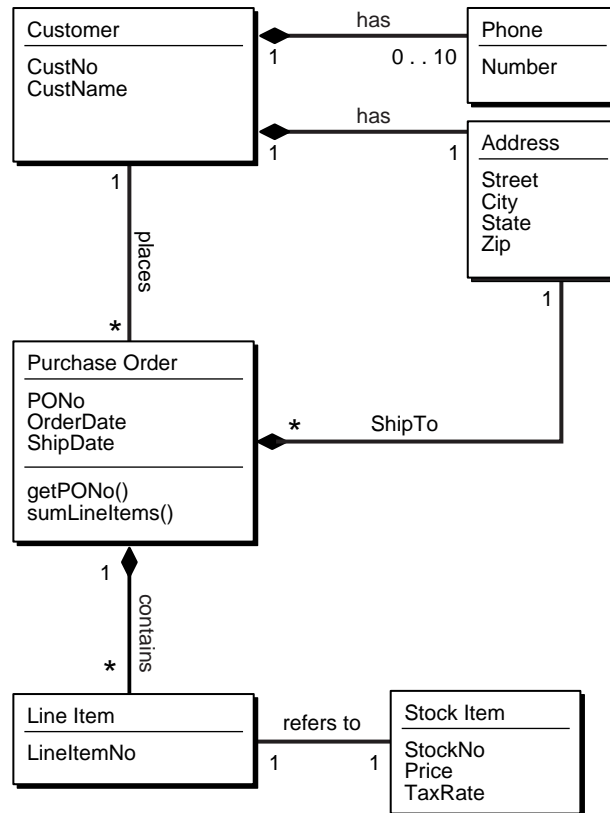 Customer
CustNo
CustName
has
1
0 . . 10
Phone
Number
has
1
1
Address
Street
City
State
Zip
1
places
*
1
Purchase Order
PONo
OrderDate
ShipDate
getPONo()
sumLineItems()
*
ShipTo
1
contains
*
Line Item
LineItemNo
refers to
1
1
Stock Item
StockNo
Price
TaxRate